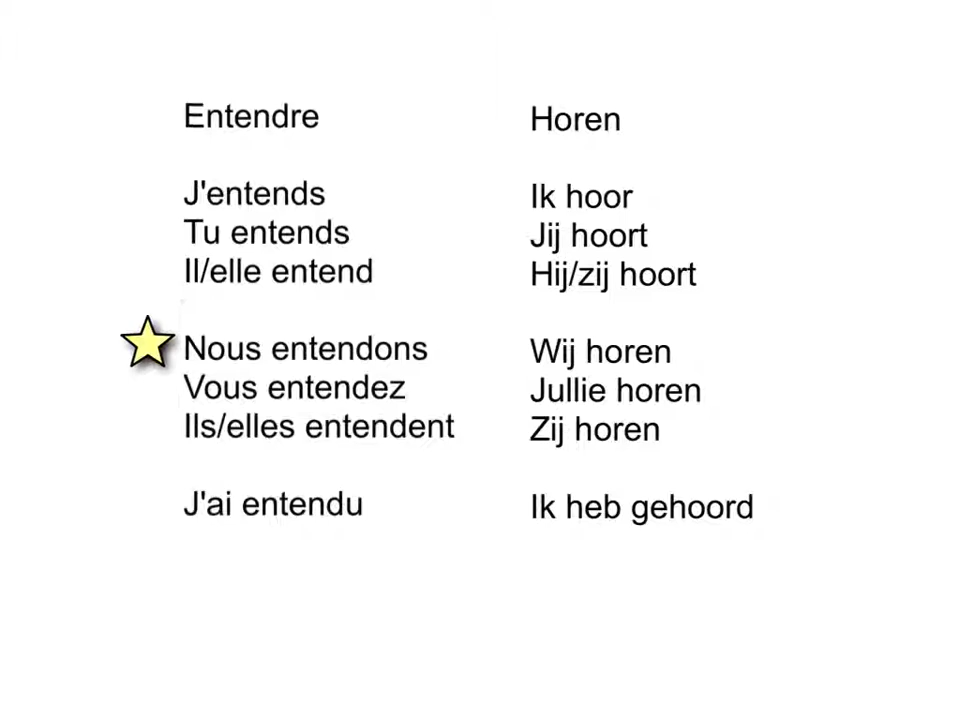 Entendre
J'entends
Tu entends
Il/elle entend
Nous entendons
Vous entendez
Ils/elles entendent
J'ai entendu
Horen
Ik hoor
Jij hoort
Hij/zij hoort
Wij horen
Jullie horen
Zij horen
Ik heb gehoord